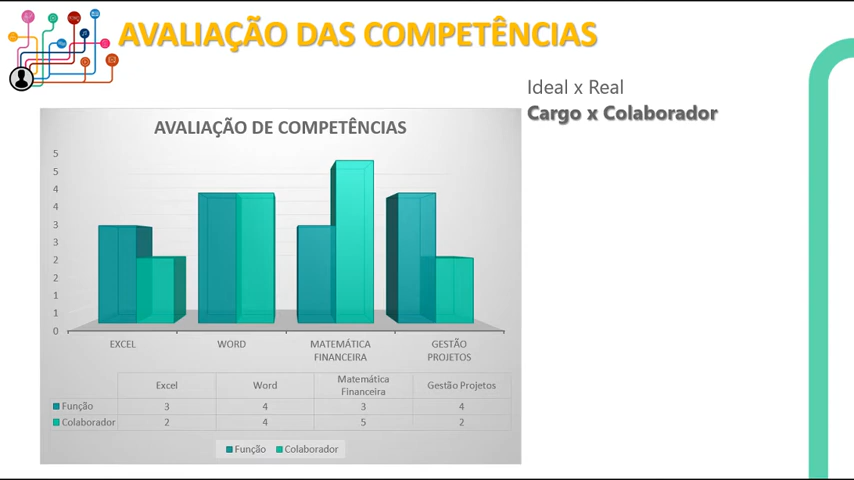 AVALIAÇÃO DAS COMPETÊNCIAS
Ideal x Real
Cargo x Colaborador
AVALIAÇÃO DE COMPETÊNCIAS
5
5
4
4
3
3
2
2
1
1
0
EXCEL WORD MATEMÁTICA FINANCEIRA GESTÃO PROJETOS
Excel Word Matemática Financeira Gestão Projetos
Função 3 4 3 4
Colaborador 2 4 5 2
Função Colaborador